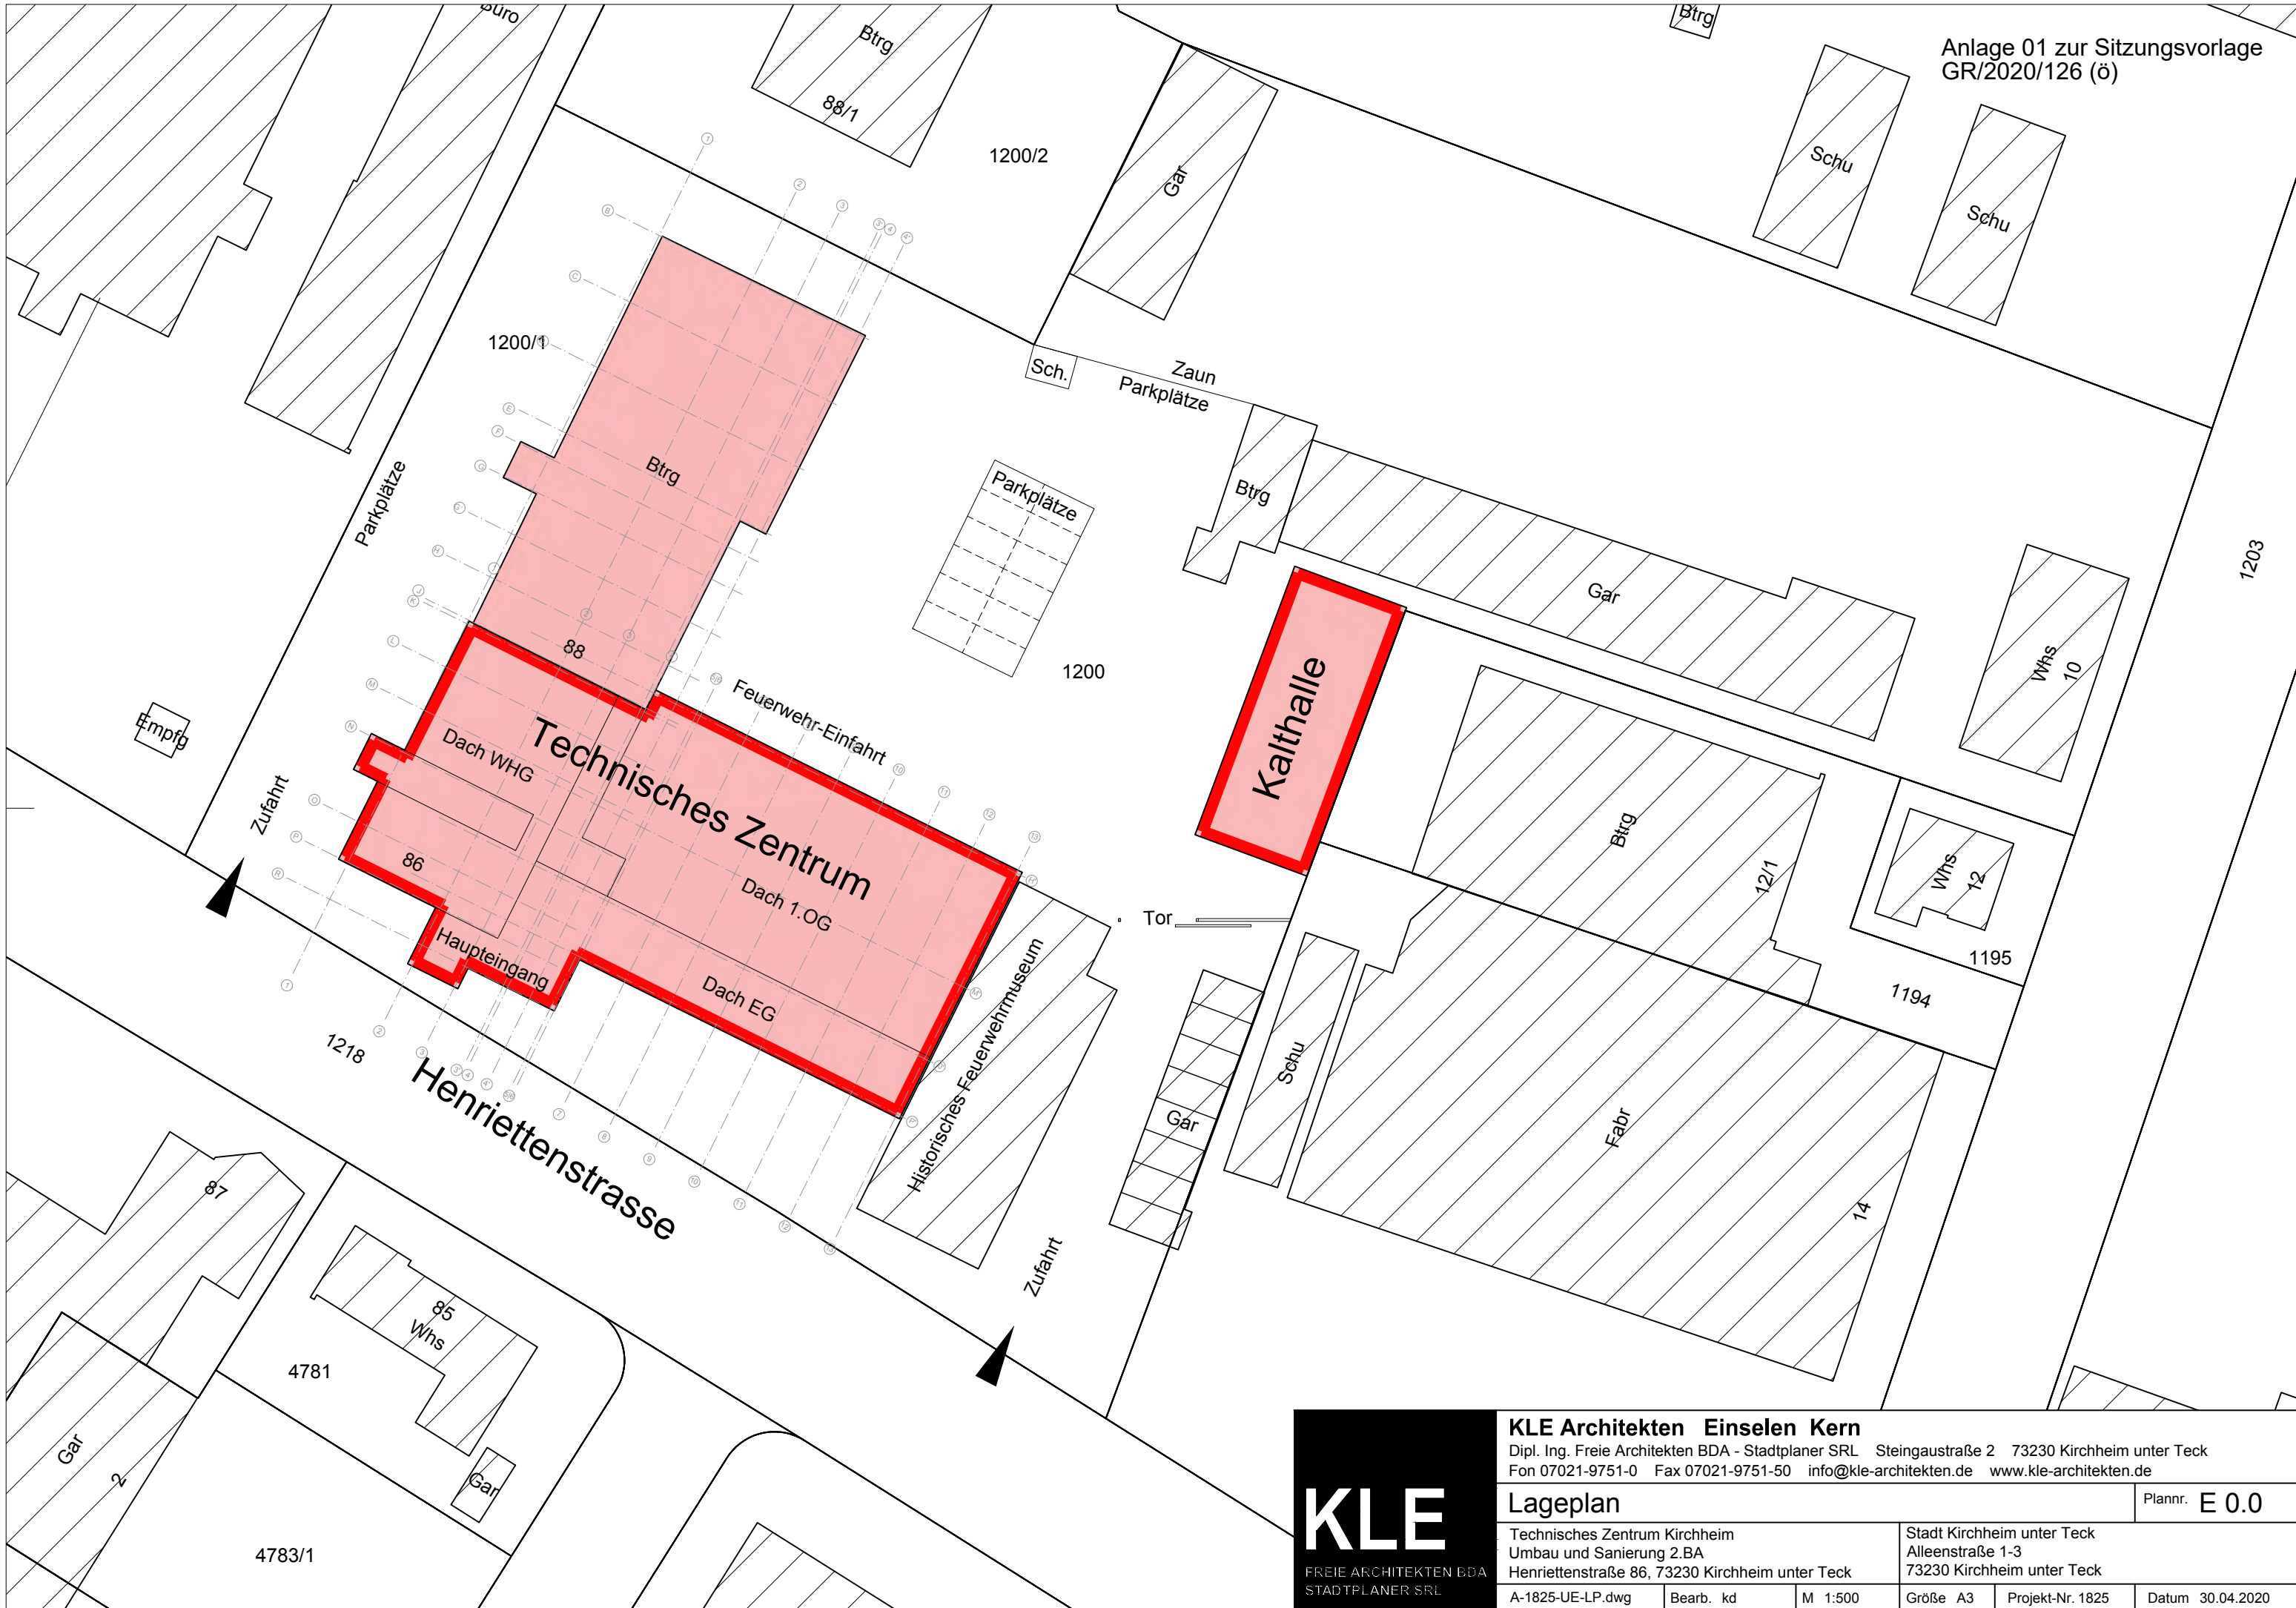 Anlage 01 zur Sitzungsvorlage
GR/2020/126 (ö)
Büro
Btrg
88/1
1200/2
Gar
Btrg
Schu
Schu
1200/1
Sch.
Zaun
Parkplätze
Btrg
Parkplätze
Parkplätze
Btrg
Gar
1203
Whs
10
1200
88
Feuerwehr-Einfahrt
Kalthalle
Empfg
Zufahrt
Dach WHG
Technisches Zentrum
86
Dach 1.OG
Haupteingang
Dach EG
Tor
Btrg
12/1
Whs
12
1195
1194
Historisches Feuerwehrmuseum
Schu
Gar
Fabr
14
1218
Henriettenstrasse
Zufahrt
87
85
Whs
4781
Gar
2
Gar
4783/1
KLE
FREIE ARCHITEKTEN BDA
STADTPLANER SRL
KLE Architekten Einselen Kern
Dipl. Ing. Freie Architekten BDA - Stadtplaner SRL Steingaustraße 2 73230 Kirchheim unter Teck
Fon 07021-9751-0 Fax 07021-9751-50 info@kle-architekten.de www.kle-architekten.de
Lageplan
Plannr. E 0.0
Technisches Zentrum Kirchheim
Umbau und Sanierung 2.BA
Henriettenstraße 86, 73230 Kirchheim unter Teck
Stadt Kirchheim unter Teck
Alleenstraße 1-3
73230 Kirchheim unter Teck
A-1825-UE-LP.dwg
Bearb. kd
M 1:500
Größe A3
Projekt-Nr. 1825
Datum 30.04.2020